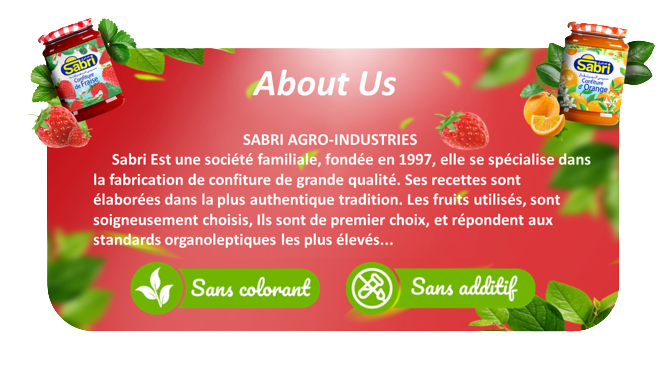 About Us
SABRI AGRO-INDUSTRIES
Sabri Est une société familiale, fondée en 1997, elle se spécialise dans
la fabrication de confiture de grande qualité. Ses recettes sont
élaborées dans la plus authentique tradition. Les fruits utilisés, sont
soigneusement choisis, Ils sont de premier choix, et répondent aux
standards organoleptiques les plus élevés...
Sans colorant
Sans additif
Sabri
Confiture
de Fraise
Sabri
Confiture
d'Orange